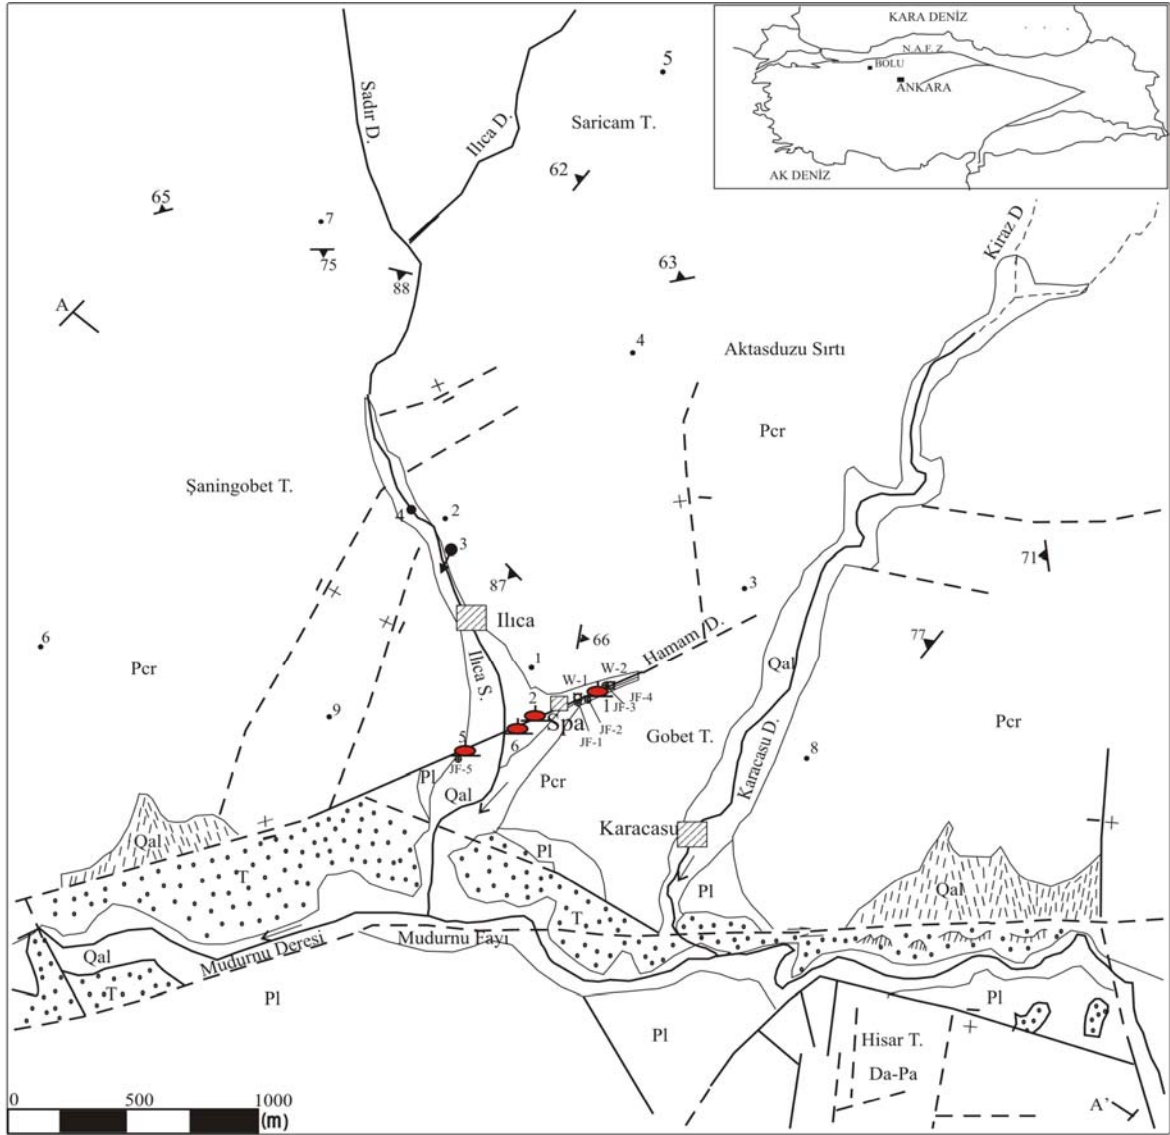 KARA DENİZ
N.A.F. Z.
BOLU
ANKARA
AK DENİZ
5
Sadır D.
Ilıca D.
Saricam T.
62
65
7
75
88
63
Kiraz D
A
4
Aktasduzu Sırtı
Pcr
Şaningobet T.
4
2
3
87
71
3
Ilıca
77
6
66
Hamam D.
Pcr
Ilıca S.
1
W-1
W-2
Qal
JF-4
9
2
1
JF-3
Spa
JF-2
Gobet T.
Pcr
5
6
JF-1
8
Karacasu D.
JF-5
Pl
Pcr
Qal
Karacasu
Qal
Pl
T
Pl
Qal
T
Mudurnu Fayı
Mudurnu Deresi
Qal
T
Pl
Pl
Pl
Hisar T.
Da-Pa
0
500
1000
(m)
A'